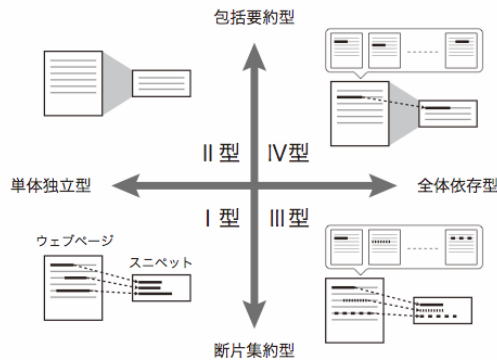 包括要約型
II 型
IV型
単体独立型
全体依存型
I 型
III型
ウェブページ
スニペット
断片集約型